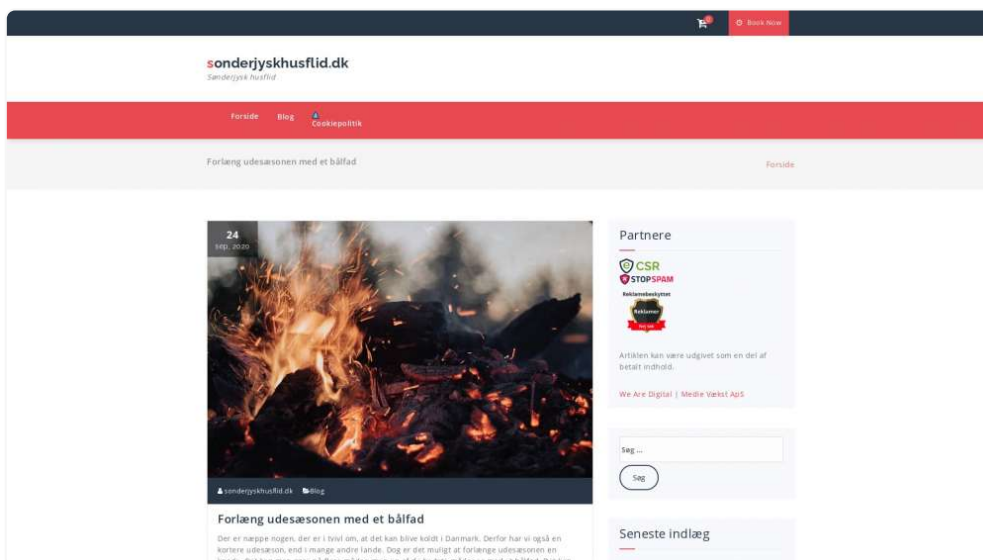 0
Book Now
sonderjyskhusflid.dk
Sønderjysk husflid
Forside
Blog
Cookiepolitik
Forlæng udesæsonen med et bålfad
Forside
24
sep, 2020
sonderjyskhusflid.dk
Blog
Forlæng udesæsonen med et bålfad
Der er næppe nogen, der er i tvivl om, at det kan blive koldt i Danmark. Derfor har vi også en
kortere udesæson, end i mange andre lande. Dog er det muligt at forlænge udesæsonen en
Partnere
CSR
STOPSPAM
Reklamebeskyttet
Reklamer
Nej tak
Artiklen kan være udgivet som en del af
betalt indhold.
We Are Digital | Medie Vækst ApS
Søg …
Søg
Seneste indlæg